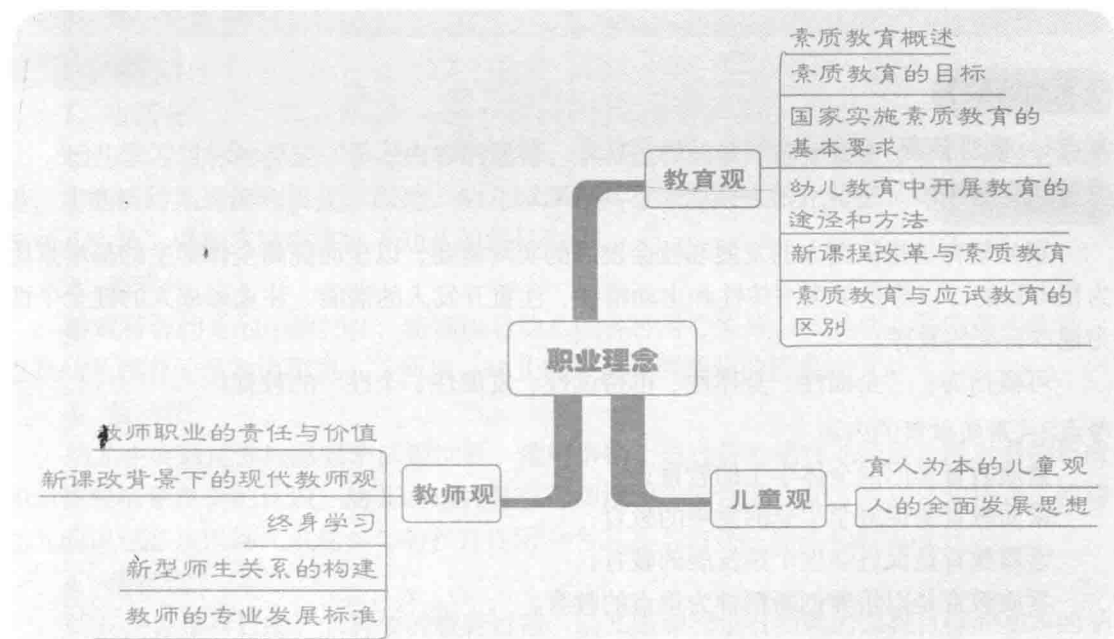 素质教育概述
素质教育的目标
国家实施素质教育的
基本要求
教育观
幼儿教育中开展教育的
途径和方法
新课程改革与素质教育
素质教育与应试教育的
区别
职业理念
教师职业的责任与价值
新课改背景下的现代教师观
终身学习
新型师生关系的构建
教师的专业发展标准
教师观
儿童观
育人为本的儿童观
人的全面发展思想